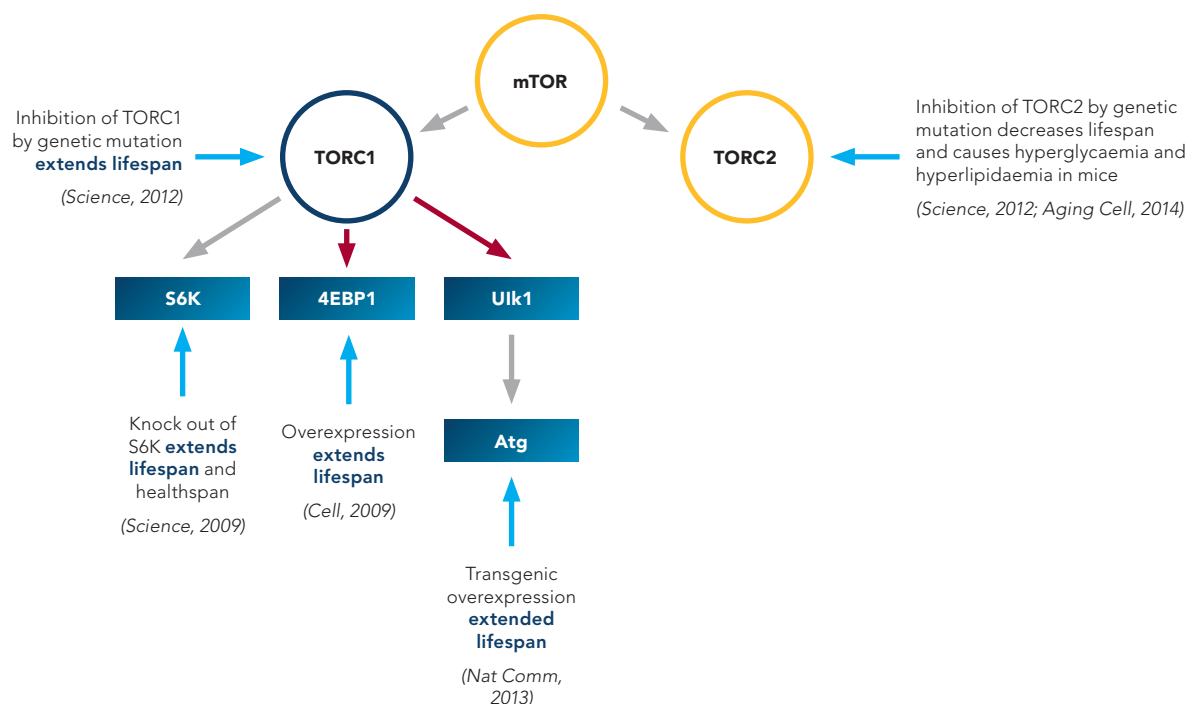 mTOR
Inhibition of TORC1
by genetic mutation
extends lifespan
(Science, 2012)
TORC1
TORC2
Inhibition of TORC2 by genetic
mutation decreases lifespan
and causes hyperglycaemia and
hyperlipidaemia in mice
(Science, 2012; Aging Cell, 2014)
S6K
4EBP1
Ulk1
Knock out of
S6K extends
lifespan and
healthspan
(Science, 2009)
Overexpression
extends
lifespan
(Cell, 2009)
Atg
Transgenic
overexpression
extended
lifespan
(Nat Comm,
2013)